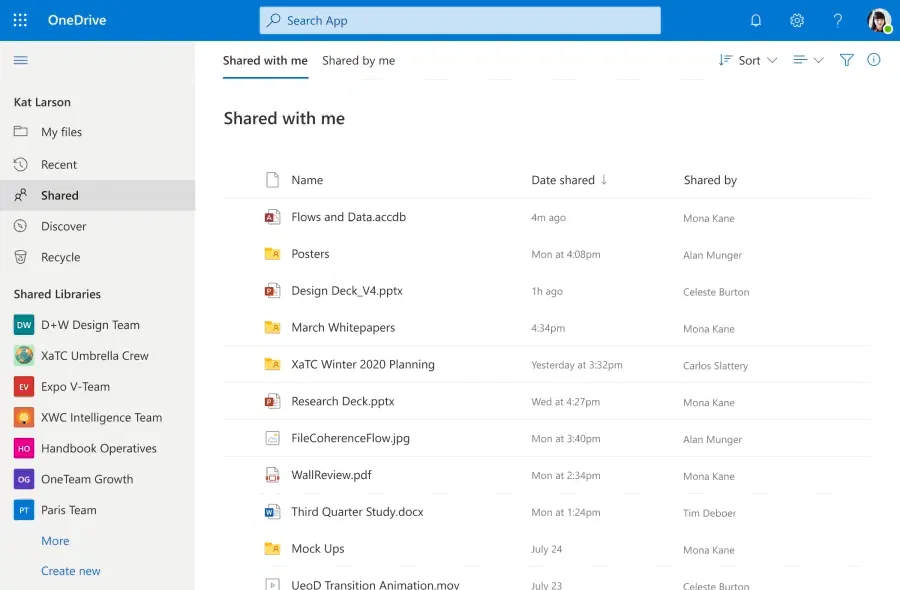 OneDrive
Search App
?
Shared with me Shared by me
Sort
Kat Larson
My files
Recent
Shared
Discover
Recycle
Shared Libraries
DW D+W Design Team
XaTC Umbrella Crew
EV Expo V-Team
XWC Intelligence Team
HO Handbook Operatives
OG OneTeam Growth
PT Paris Team
More
Create new
Shared with me
Name Date shared ↓ Shared by
Flows and Data.accdb 4m ago Mona Kane
Posters Mon at 4:08pm Alan Munger
Design Deck_V4.pptx 1h ago Celeste Burton
March Whitepapers 4:34pm Mona Kane
XaTC Winter 2020 Planning Yesterday at 3:32pm Carlos Slattery
Research Deck.pptx Wed at 4:27pm Mona Kane
FileCoherenceFlow.jpg Mon at 3:40pm Alan Munger
WallReview.pdf Mon at 2:34pm Mona Kane
Third Quarter Study.docx Mon at 1:24pm Tim Deboer
Mock Ups July 24 Mona Kane
UeoD Transition Animation.mov July 23 Celeste Burton